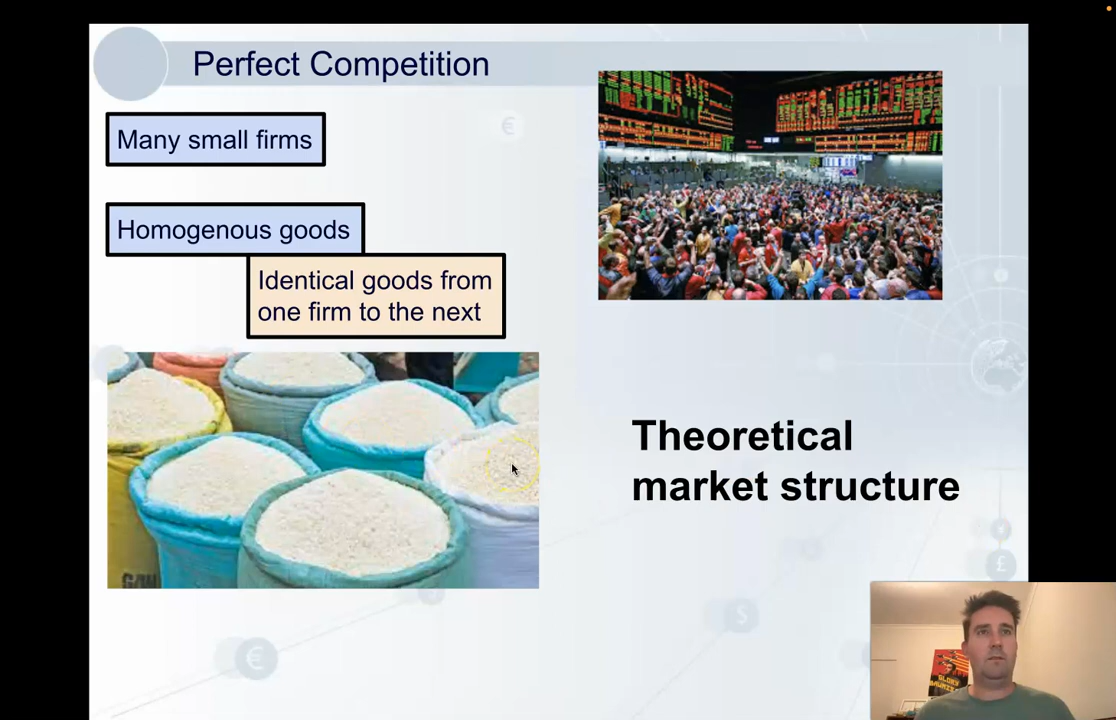 Perfect Competition
Many small firms
Homogenous goods
Identical goods from
one firm to the next
Theoretical
market structure